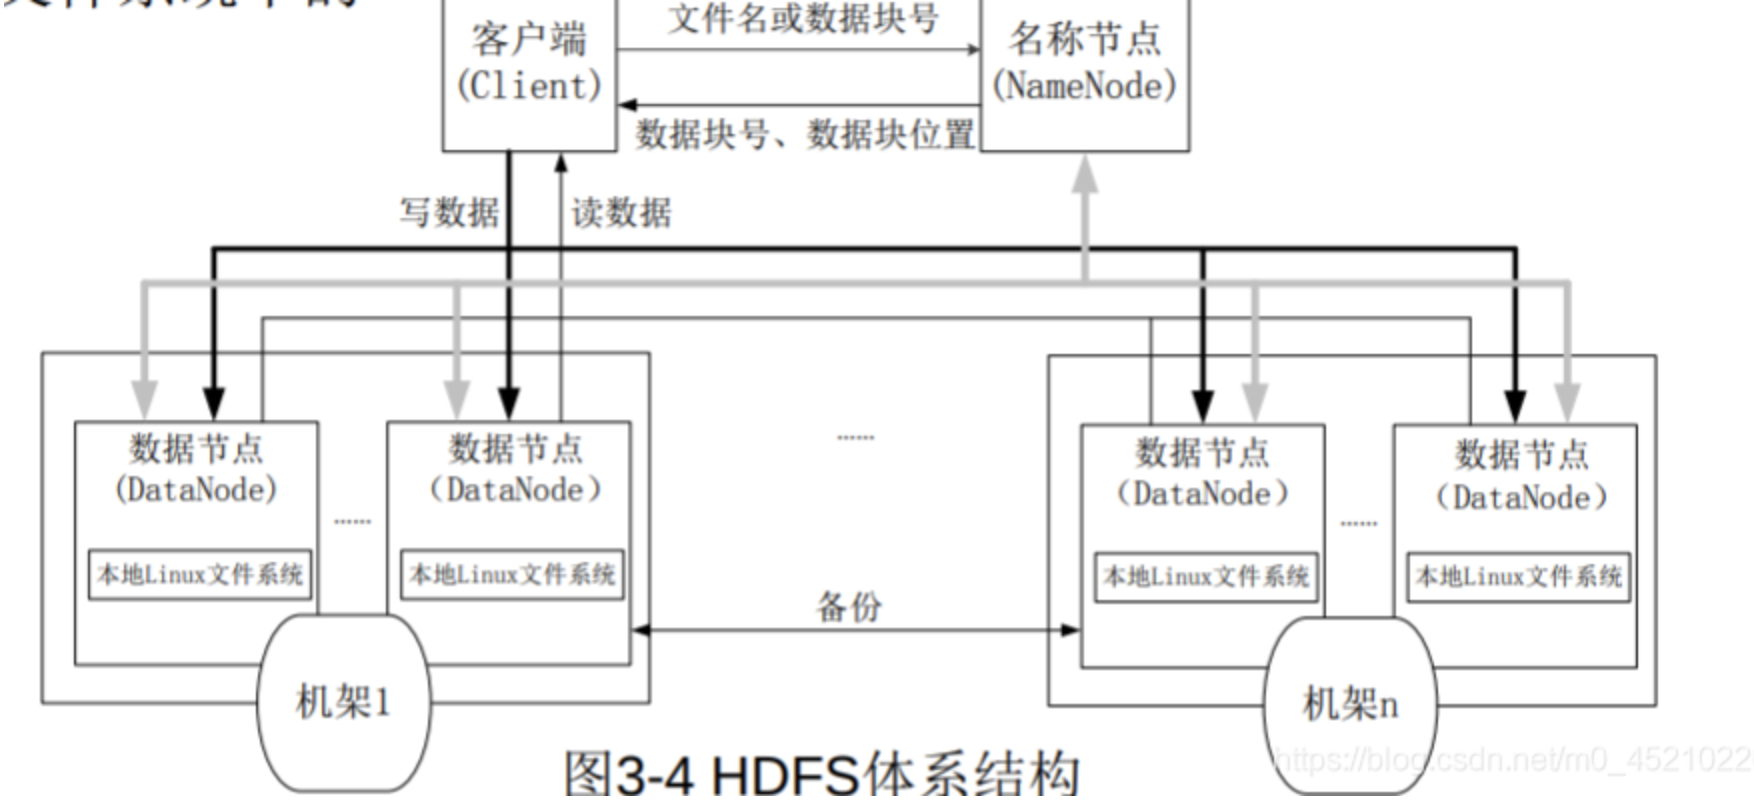 文件名或数据块号
客户端
(Client)
名称节点
(NameNode)
数据块号、数据块位置
写数据
读数据
数据节点
(DataNode)
......
数据节点
（DataNode）
......
数据节点
（DataNode）
......
数据节点
（DataNode）
本地Linux文件系统
本地Linux文件系统
本地Linux文件系统
本地Linux文件系统
备份
机架1
机架n
图3-4 HDFS体系结构
https://blog.csdn.net/m0_4521022